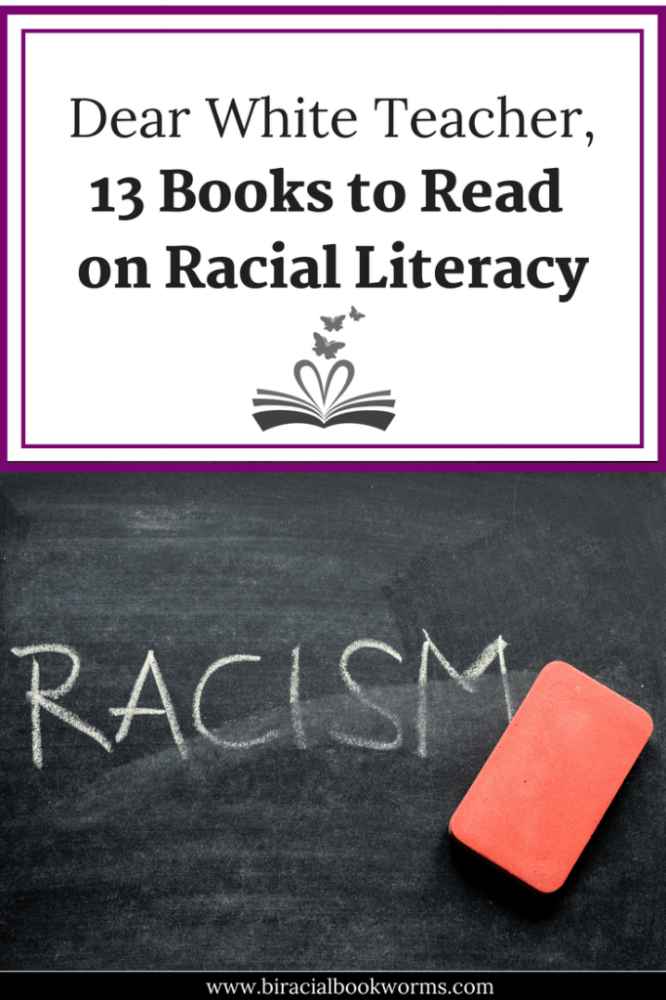 Dear White Teacher,
13 Books to Read
on Racial Literacy
RACISM
www.biracialbookworms.com